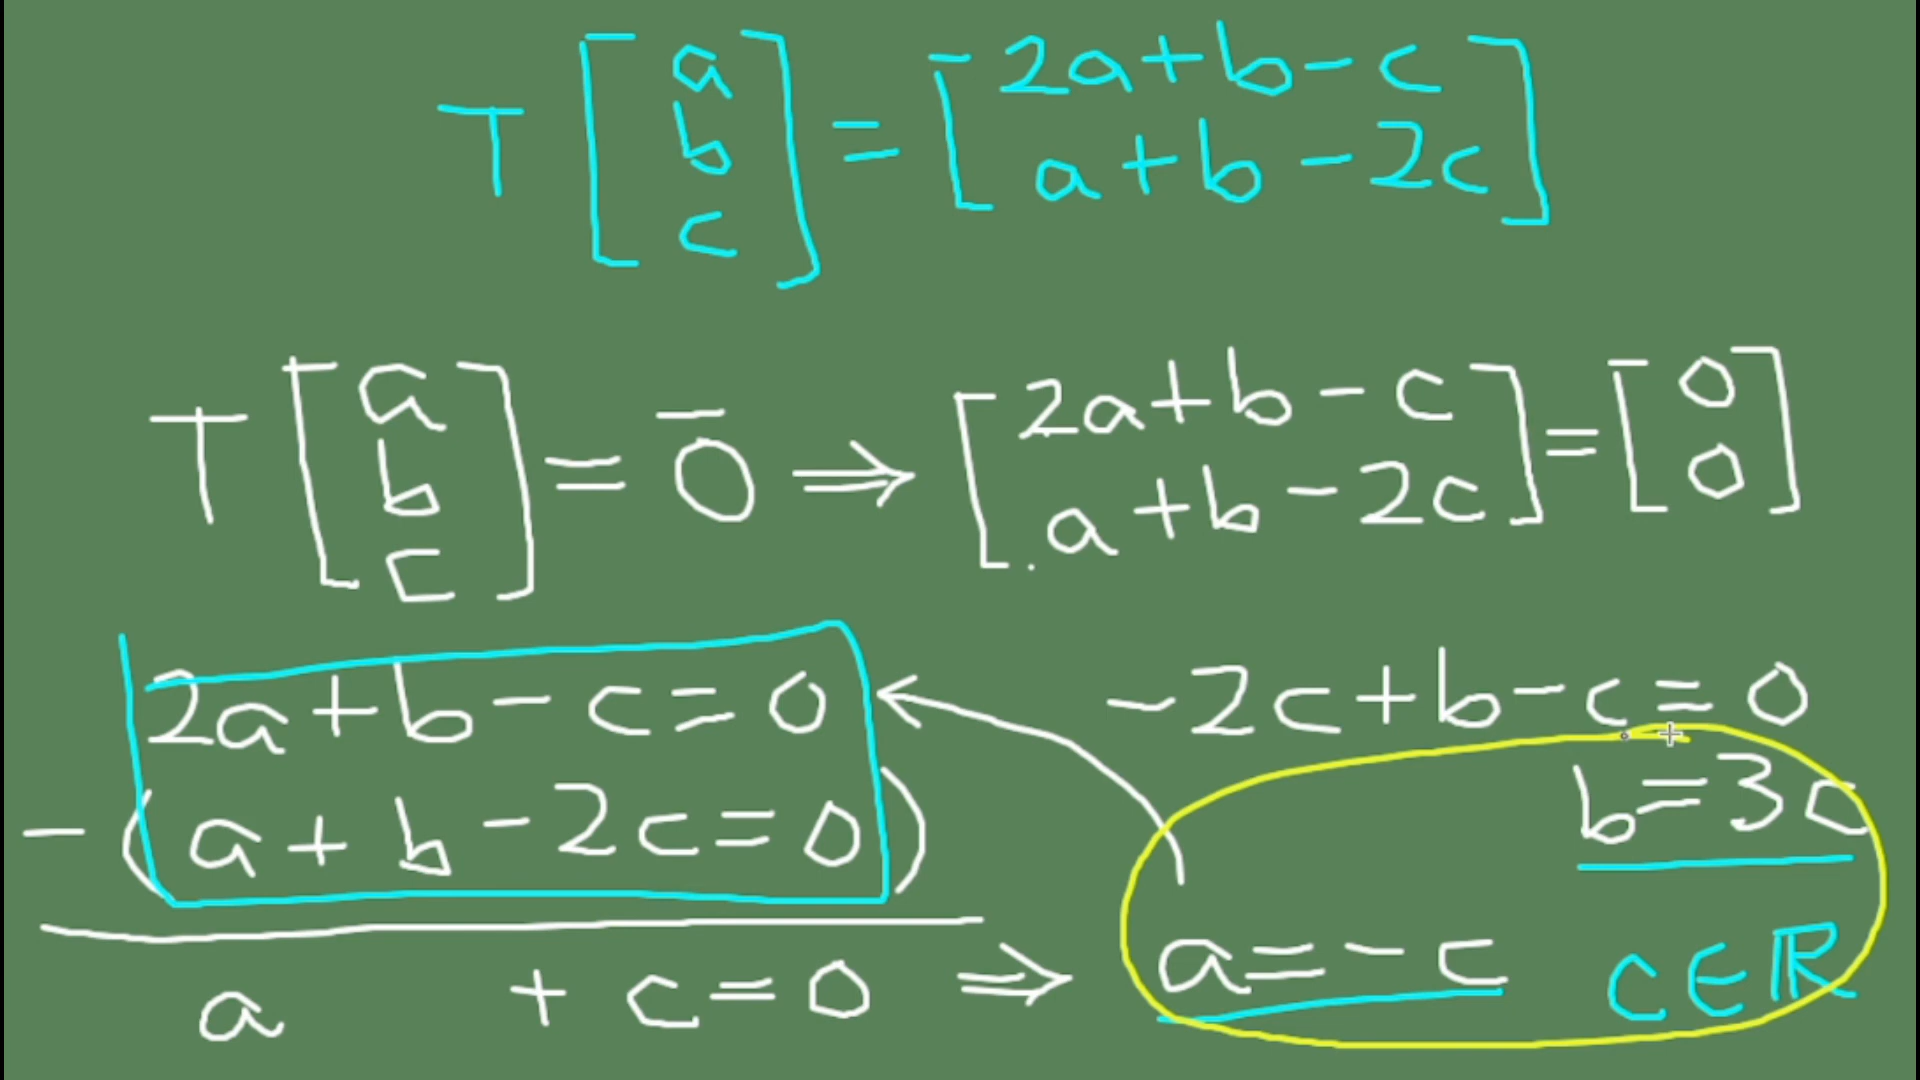 T [a b c] = [2a+b-c a+b-2c]
T [a b c] = 0̅ ⇒ [2a+b-c a+b-2c] = [0 0]
2a+b-c=0
-(a+b-2c=0)
a + c=0 ⇒ a=-c
-2c+b-c=0
b=3c
c∈ℝ